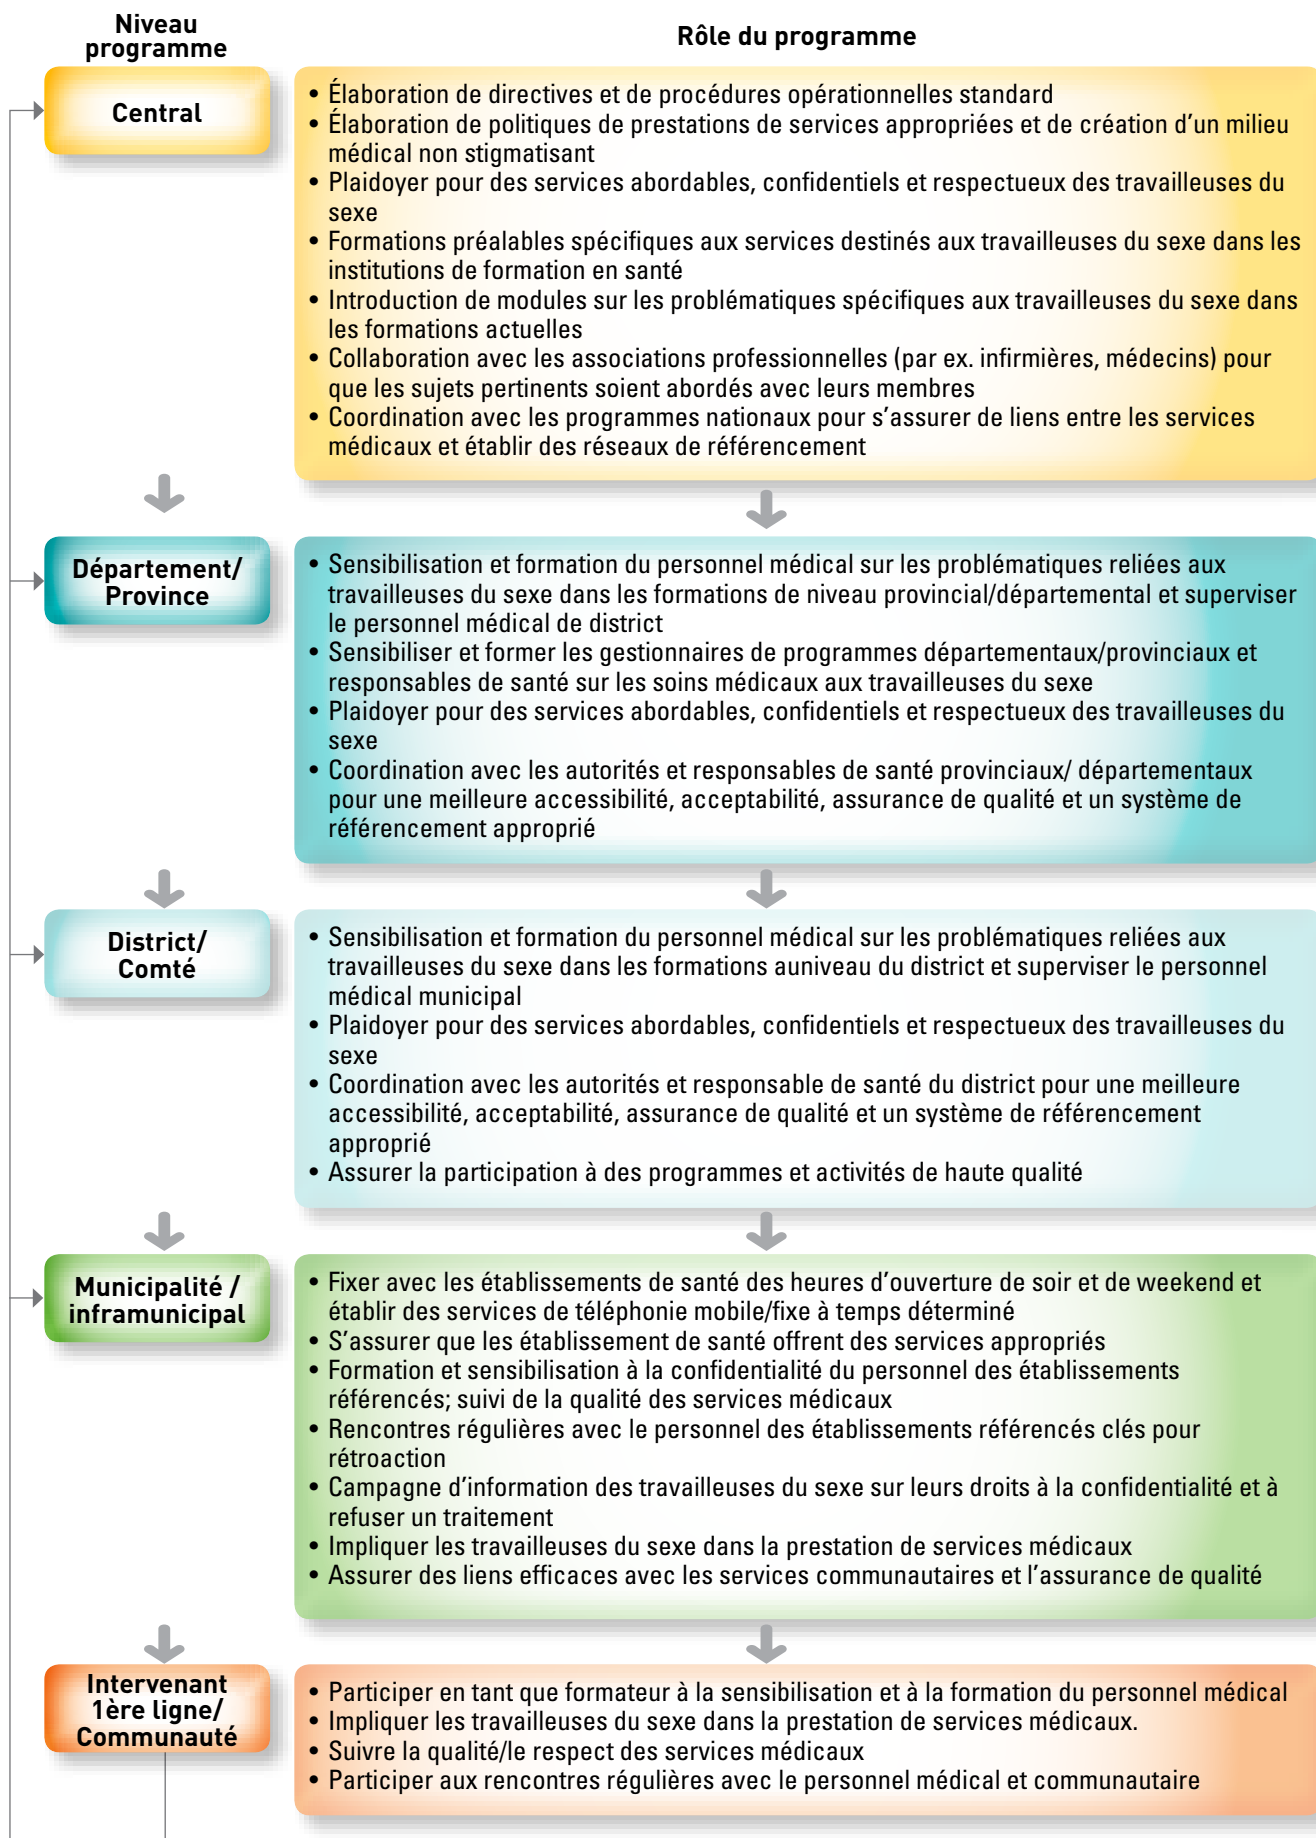 Niveau
programme
Rôle du programme
Central
• Élaboration de directives et de procédures opérationnelles standard
• Élaboration de politiques de prestations de services appropriées et de création d'un milieu
médical non stigmatisant
• Plaidoyer pour des services abordables, confidentiels et respectueux des travailleuses du
sexe
• Formations préalables spécifiques aux services destinés aux travailleuses du sexe dans les
institutions de formation en santé
• Introduction de modules sur les problématiques spécifiques aux travailleuses du sexe dans
les formations actuelles
• Collaboration avec les associations professionnelles (par ex. infirmières, médecins) pour
que les sujets pertinents soient abordés avec leurs membres
• Coordination avec les programmes nationaux pour s'assurer de liens entre les services
médicaux et établir des réseaux de référencement
Département/
Province
• Sensibilisation et formation du personnel médical sur les problématiques reliées aux
travailleuses du sexe dans les formations de niveau provincial/départemental et superviser
le personnel médical de district
• Sensibiliser et former les gestionnaires de programmes départementaux/provinciaux et
responsables de santé sur les soins médicaux aux travailleuses du sexe
• Plaidoyer pour des services abordables, confidentiels et respectueux des travailleuses du
sexe
• Coordination avec les autorités et responsables de santé provinciaux/ départementaux
pour une meilleure accessibilité, acceptabilité, assurance de qualité et un système de
référencement approprié
District/
Comté
• Sensibilisation et formation du personnel médical sur les problématiques reliées aux
travailleuses du sexe dans les formations auniveau du district et superviser le personnel
médical municipal
• Plaidoyer pour des services abordables, confidentiels et respectueux des travailleuses du
sexe
• Coordination avec les autorités et responsable de santé du district pour une meilleure
accessibilité, acceptabilité, assurance de qualité et un système de référencement
approprié
• Assurer la participation à des programmes et activités de haute qualité
Municipalité /
inframunicipal
• Fixer avec les établissements de santé des heures d'ouverture de soir et de weekend et
établir des services de téléphonie mobile/fixe à temps déterminé
• S'assurer que les établissement de santé offrent des services appropriés
• Formation et sensibilisation à la confidentialité du personnel des établissements
référencés; suivi de la qualité des services médicaux
• Rencontres régulières avec le personnel des établissements référencés clés pour
rétroaction
• Campagne d'information des travailleuses du sexe sur leurs droits à la confidentialité et à
refuser un traitement
• Impliquer les travailleuses du sexe dans la prestation de services médicaux
• Assurer des liens efficaces avec les services communautaires et l'assurance de qualité
Intervenant
1ère ligne/
Communauté
• Participer en tant que formateur à la sensibilisation et à la formation du personnel médical
• Impliquer les travailleuses du sexe dans la prestation de services médicaux.
• Suivre la qualité/le respect des services médicaux
• Participer aux rencontres régulières avec le personnel médical et communautaire